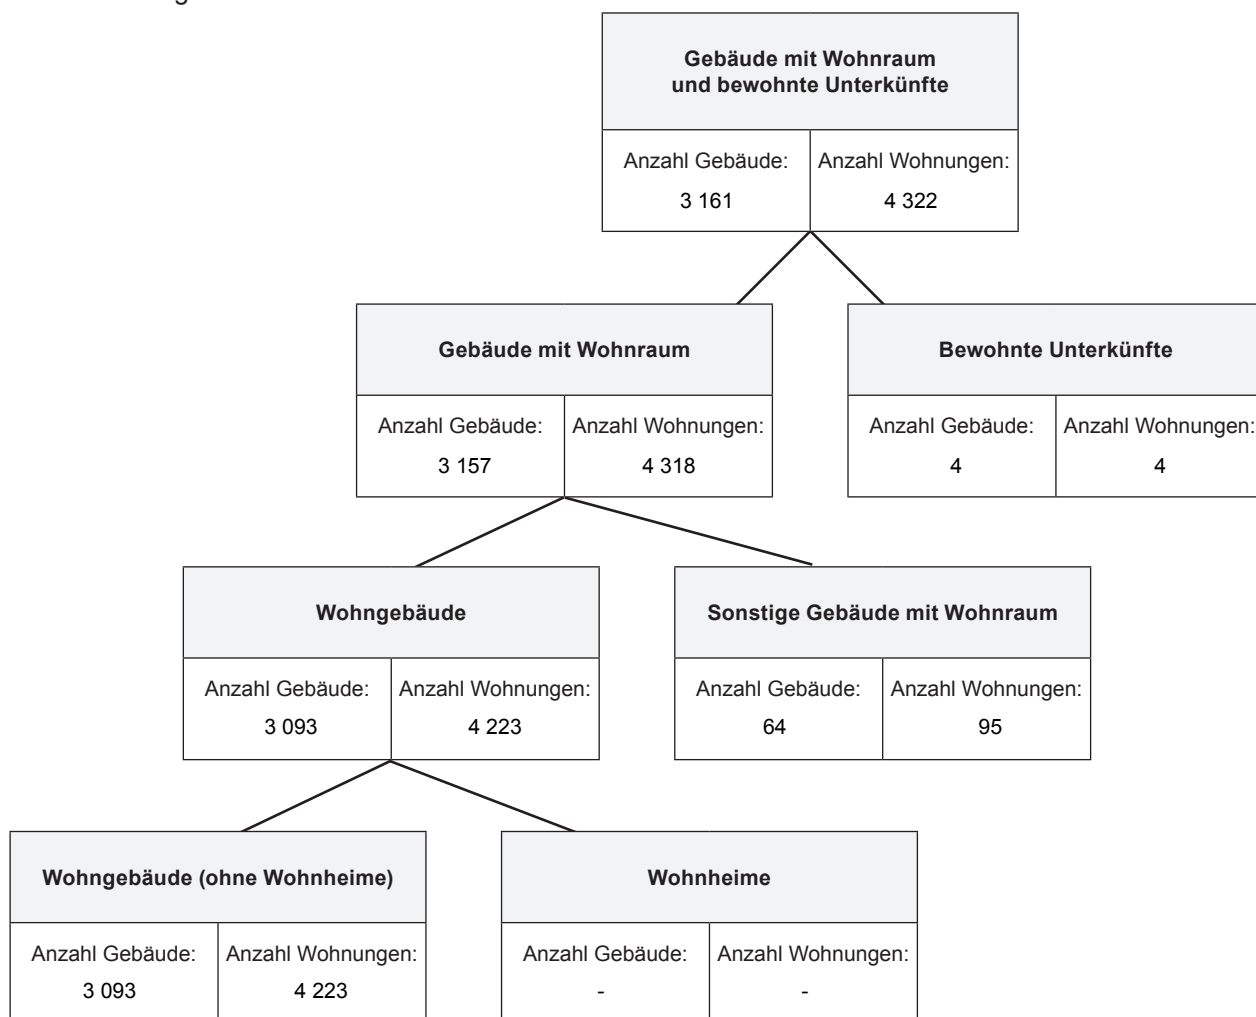 Gebäude mit Wohnraum
und bewohnte Unterkünfte
Anzahl Gebäude: Anzahl Wohnungen:
3 161 4 322
Gebäude mit Wohnraum
Anzahl Gebäude: Anzahl Wohnungen:
3 157 4 318
Bewohnte Unterkünfte
Anzahl Gebäude: Anzahl Wohnungen:
4 4
Wohngebäude
Anzahl Gebäude: Anzahl Wohnungen:
3 093 4 223
Sonstige Gebäude mit Wohnraum
Anzahl Gebäude: Anzahl Wohnungen:
64 95
Wohngebäude (ohne Wohnheime)
Anzahl Gebäude: Anzahl Wohnungen:
3 093 4 223
Wohnheime
Anzahl Gebäude: Anzahl Wohnungen:
- -